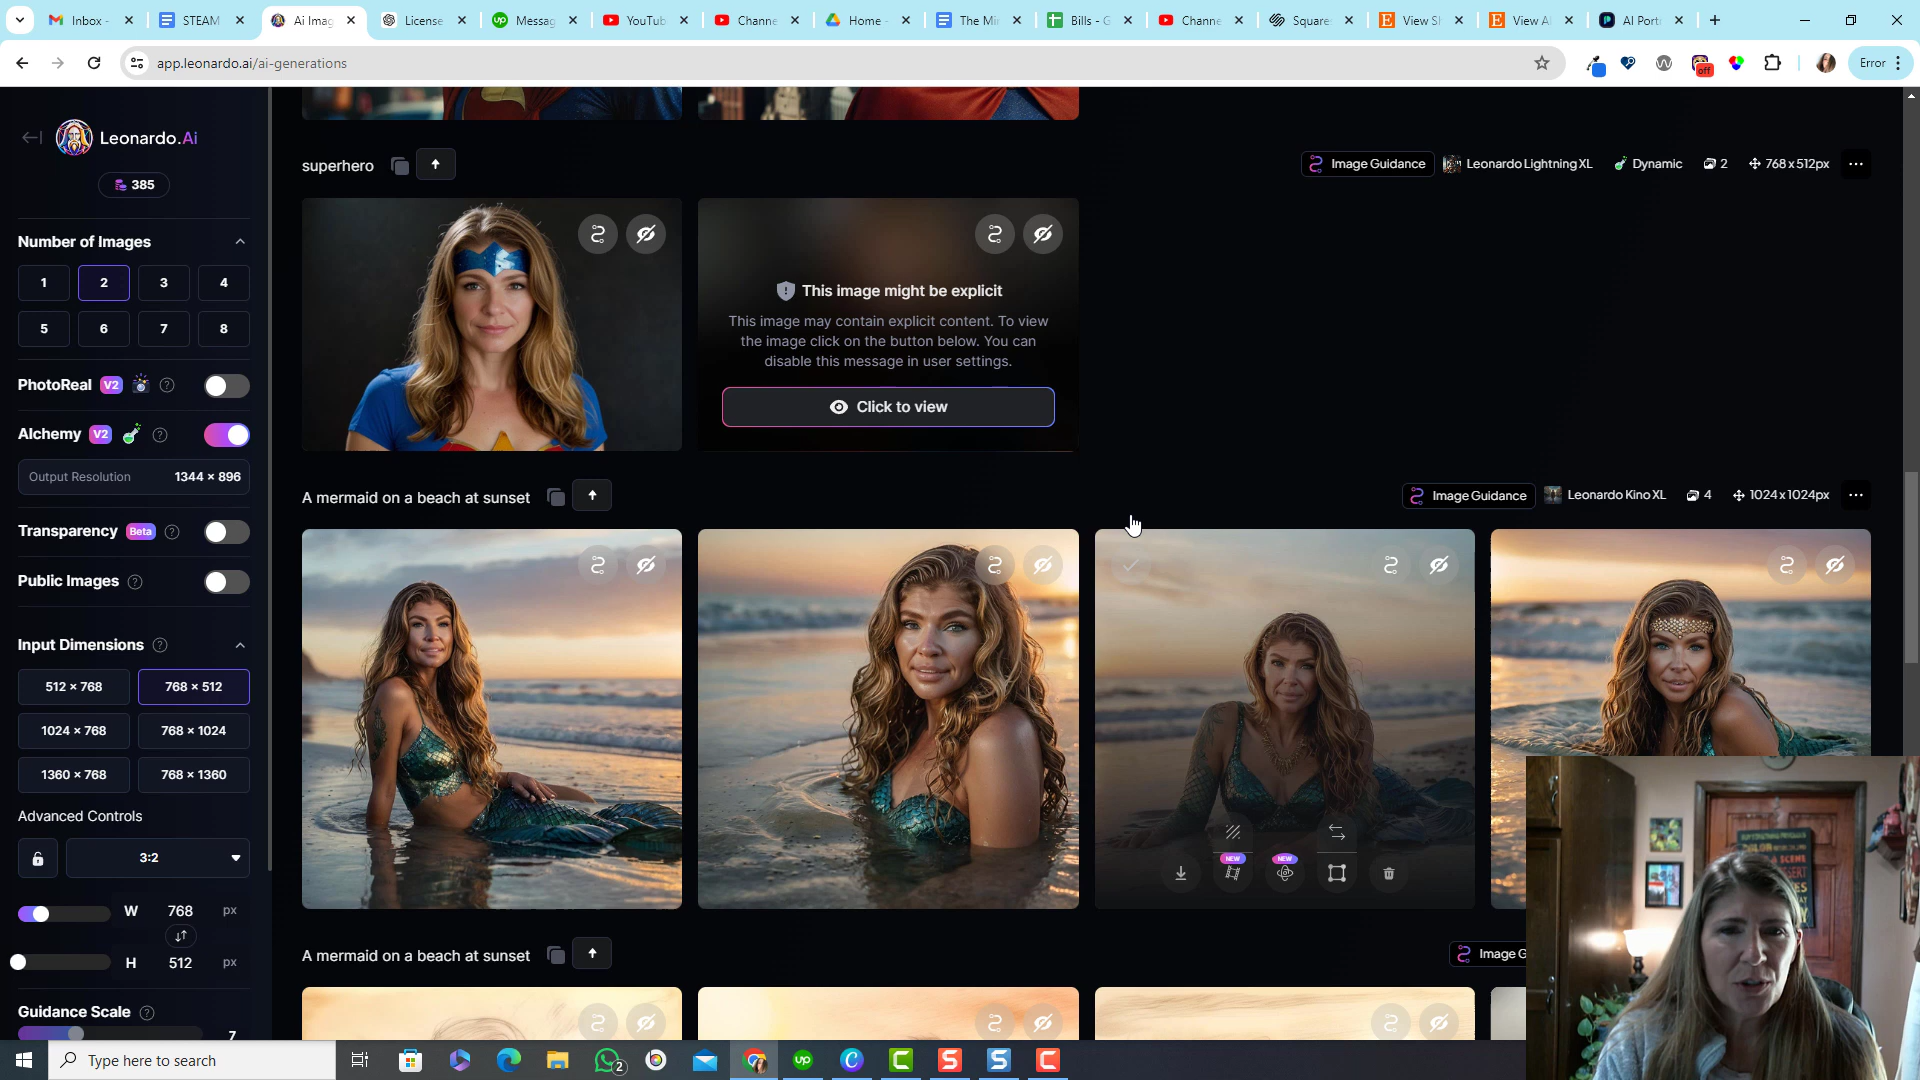 Inbox -
STEAM
Ai Imag
License
Messag
YouTub
Channe
Home -
The Mir
Bills - G
Channe
Square
View Sh
View A
AI Port
app.leonardo.ai/ai-generations
off
Error
Leonardo.Ai
385
Number of Images
1 2 3 4
5 6 7 8
PhotoReal V2
Alchemy V2
Output Resolution 1344 × 896
Transparency Beta
Public Images
Input Dimensions
512 × 768 768 × 512
1024 × 768 768 × 1024
1360 × 768 768 × 1360
Advanced Controls
3:2
W 768 px
H 512 px
Guidance Scale
7
superhero
Image Guidance Leonardo Lightning XL Dynamic 2 768 x 512px
This image might be explicit
This image may contain explicit content. To view
the image click on the button below. You can
disable this message in user settings.
Click to view
A mermaid on a beach at sunset
Image Guidance Leonardo Kino XL 4 1024 x 1024px
NEW NEW
A mermaid on a beach at sunset
Image G
Type here to search
2
up